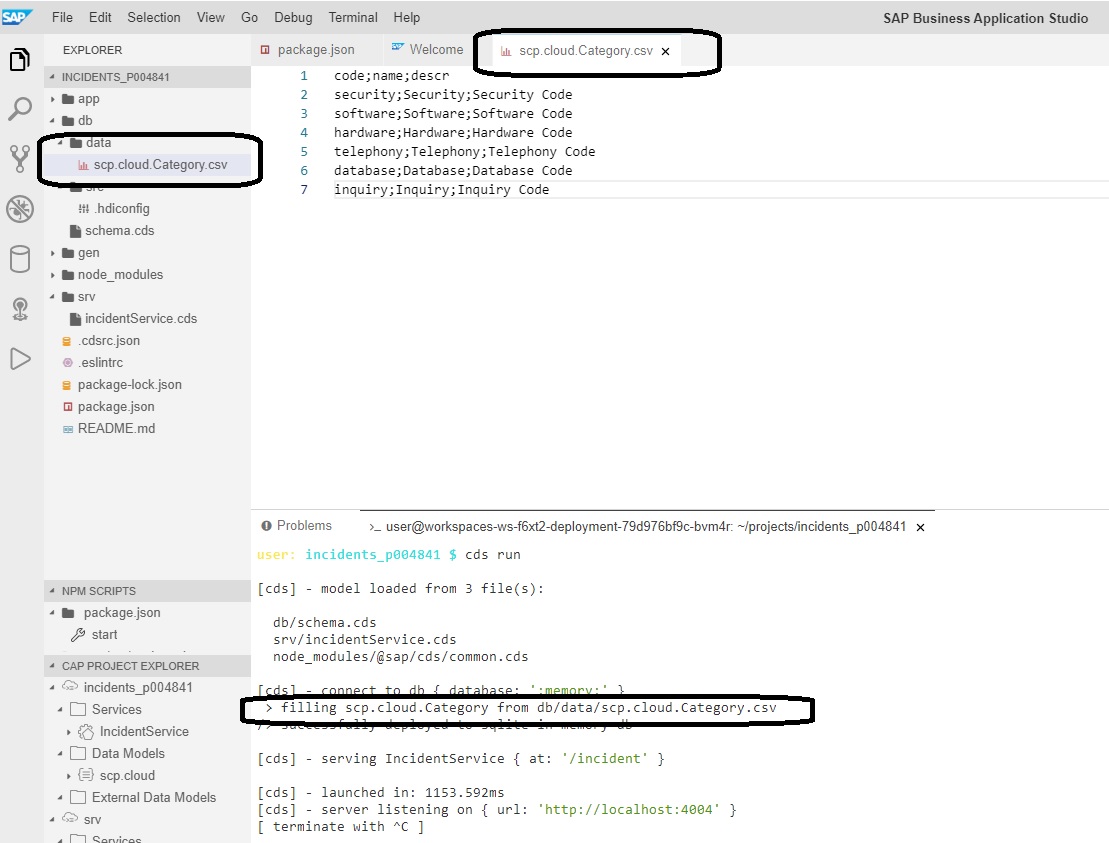 SAP File Edit Selection View Go Debug Terminal Help SAP Business Application Studio
EXPLORER
INCIDENTS_P004841
app
db
data
scp.cloud.Category.csv
src
.hdiconfig
schema.cds
gen
node_modules
srv
incidentService.cds
.cdsrc.json
.eslintrc
package-lock.json
package.json
README.md
NPM SCRIPTS
package.json
start
CAP PROJECT EXPLORER
incidents_p004841
Services
IncidentService
Data Models
scp.cloud
External Data Models
srv
Services
package.json Welcome scp.cloud.Category.csv ×
1 code;name;descr
2 security;Security;Security Code
3 software;Software;Software Code
4 hardware;Hardware;Hardware Code
5 telephony;Telephony;Telephony Code
6 database;Database;Database Code
7 inquiry;Inquiry;Inquiry Code
Problems >_ user@workspaces-ws-f6xt2-deployment-79d976bf9c-bvm4r: ~/projects/incidents_p004841 ×
user: incidents_p004841 $ cds run
[cds] - model loaded from 3 file(s):
db/schema.cds
srv/incidentService.cds
node_modules/@sap/cds/common.cds
[cds] - connect to db { database: ':memory:' }
> filling scp.cloud.Category from db/data/scp.cloud.Category.csv
/> successfully deployed to sqlite in-memory db
[cds] - serving IncidentService { at: '/incident' }
[cds] - launched in: 1153.592ms
[cds] - server listening on { url: 'http://localhost:4004' }
[ terminate with ^C ]